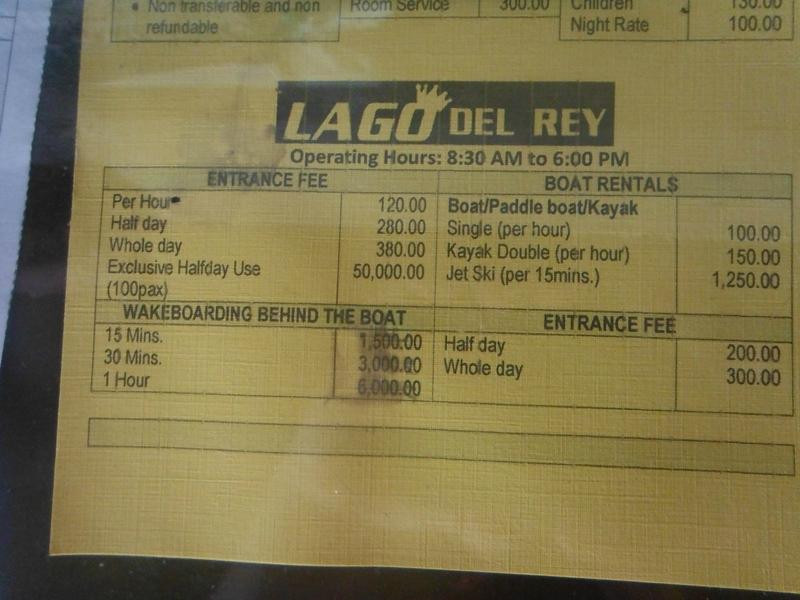 • Non transferable and non
refundable
Room Service 300.00
Children 130.00
Night Rate 100.00
LAGO DEL REY
Operating Hours: 8:30 AM to 6:00 PM
ENTRANCE FEE
Per Hour 120.00
Half day 280.00
Whole day 380.00
Exclusive Halfday Use 50,000.00
(100pax)
BOAT RENTALS
Boat/Paddle boat/Kayak
Single (per hour) 100.00
Kayak Double (per hour) 150.00
Jet Ski (per 15mins.) 1,250.00
WAKEBOARDING BEHIND THE BOAT
15 Mins. 1,500.00
30 Mins. 3,000.00
1 Hour 6,000.00
ENTRANCE FEE
Half day 200.00
Whole day 300.00